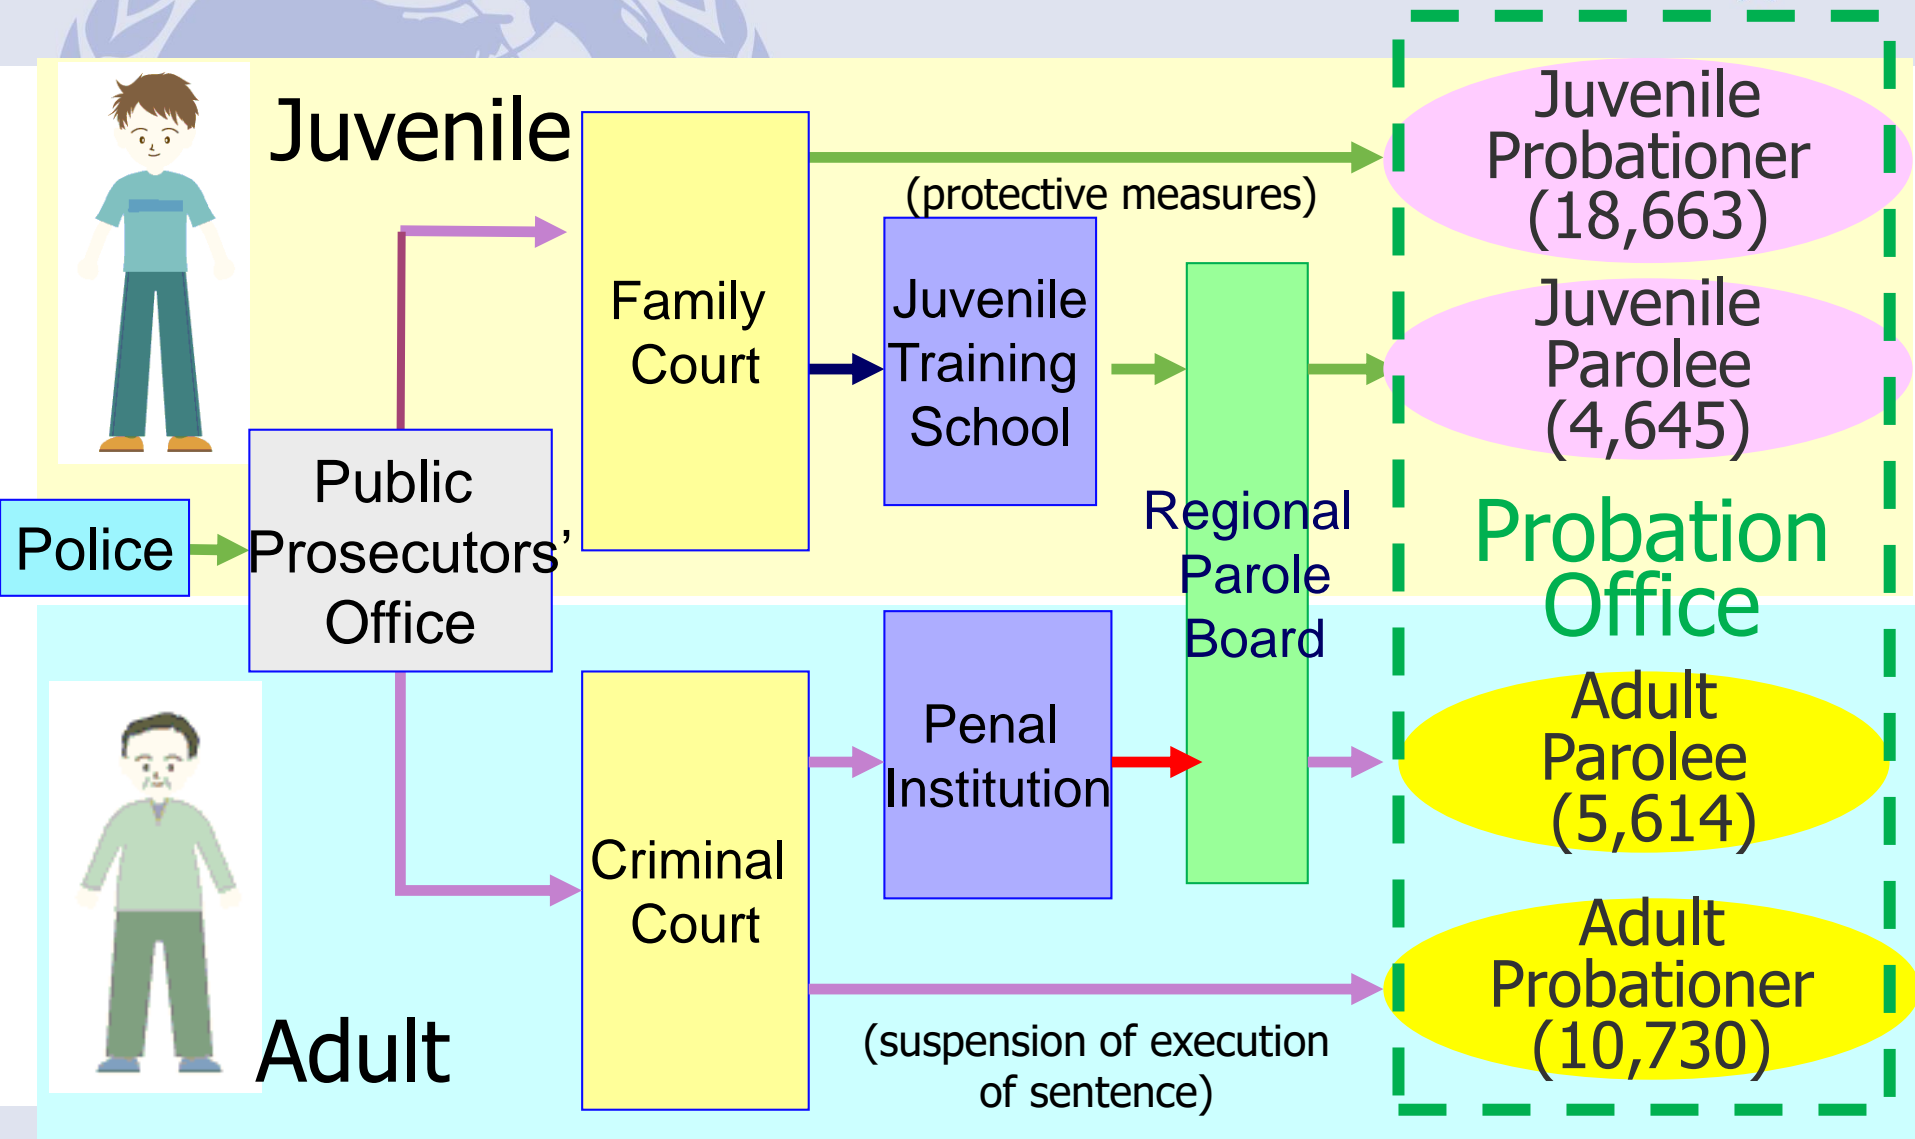 Juvenile
Family
Court
(protective measures)
Juvenile
Training
School
Juvenile
Probationer
(18,663)
Juvenile
Parolee
(4,645)
Police
Public
Prosecutors’
Office
Regional
Parole
Board
Probation
Office
Penal
Institution
Adult
Parolee
(5,614)
Criminal
Court
Adult
Probationer
(10,730)
Adult
(suspension of execution
of sentence)